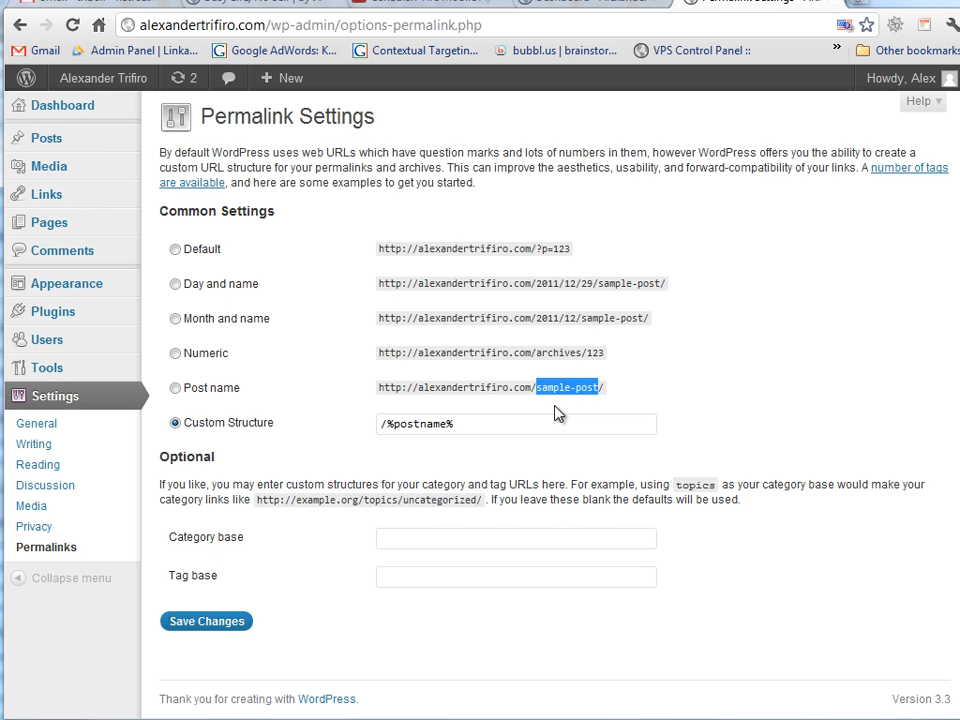 alexandertrifiro.com/wp-admin/options-permalink.php
Gmail Admin Panel | Linka... Google AdWords: K... Contextual Targetin... bubbl.us | brainstor... VPS Control Panel :: » Other bookmarks
Alexander Trifiro 2 + New Howdy, Alex
Help
Dashboard
Posts
Media
Links
Pages
Comments
Appearance
Plugins
Users
Tools
Settings
General
Writing
Reading
Discussion
Media
Privacy
Permalinks
Collapse menu
Permalink Settings
By default WordPress uses web URLs which have question marks and lots of numbers in them, however WordPress offers you the ability to create a
custom URL structure for your permalinks and archives. This can improve the aesthetics, usability, and forward-compatibility of your links. A number of tags
are available, and here are some examples to get you started.
Common Settings
Default http://alexandertrifiro.com/?p=123
Day and name http://alexandertrifiro.com/2011/12/29/sample-post/
Month and name http://alexandertrifiro.com/2011/12/sample-post/
Numeric http://alexandertrifiro.com/archives/123
Post name http://alexandertrifiro.com/sample-post/
Custom Structure /%postname%
Optional
If you like, you may enter custom structures for your category and tag URLs here. For example, using topics as your category base would make your
category links like http://example.org/topics/uncategorized/ . If you leave these blank the defaults will be used.
Category base
Tag base
Save Changes
Thank you for creating with WordPress. Version 3.3